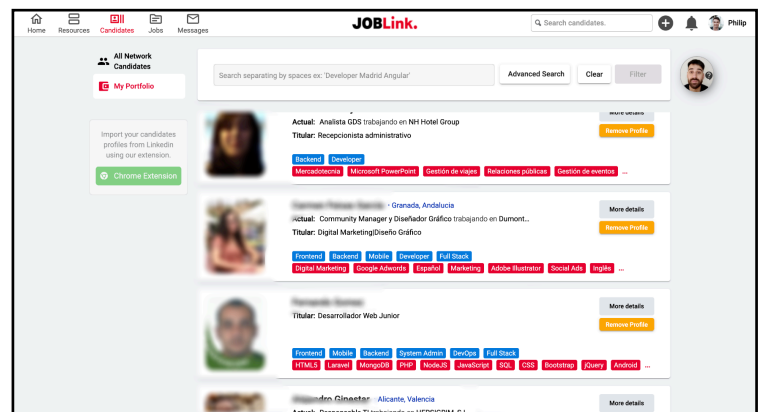 JOBLink.
Search candidates.
Philip
Home Resources Candidates Jobs Messages
All Network
Candidates
My Portfolio
Import your candidates
profiles from Linkedin
using our extension.
Chrome Extension
Search separating by spaces ex: 'Developer Madrid Angular'
Advanced Search Clear Filter
More details
Actual: Analista GDS trabajando en NH Hotel Group
Remove Profile
Titular: Recepcionista administrativo
Backend Developer
Mercadotecnia Microsoft PowerPoint Gestión de viajes Relaciones públicas Gestión de eventos ...
- Granada, Andalucia
More details
Actual: Community Manager y Diseñador Gráfico trabajando en Dumont...
Remove Profile
Titular: Digital Marketing|Diseño Gráfico
Frontend Backend Mobile Developer Full Stack
Digital Marketing Google Adwords Español Marketing Adobe Illustrator Social Ads Inglés ...
More details
Titular: Desarrollador Web Junior
Remove Profile
Frontend Mobile Backend System Admin DevOps Full Stack
HTML5 Laravel MongoDB PHP NodeJS JavaScript SQL CSS Bootstrap jQuery Android ...
Ginester Alicante, Valencia
More details